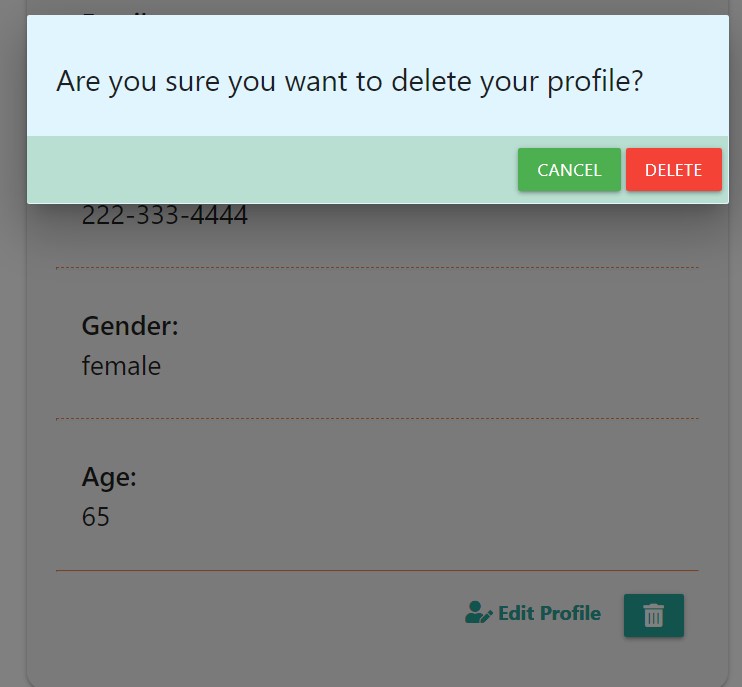 Are you sure you want to delete your profile?
CANCEL DELETE
222-333-4444
Gender:
female
Age:
65
Edit Profile